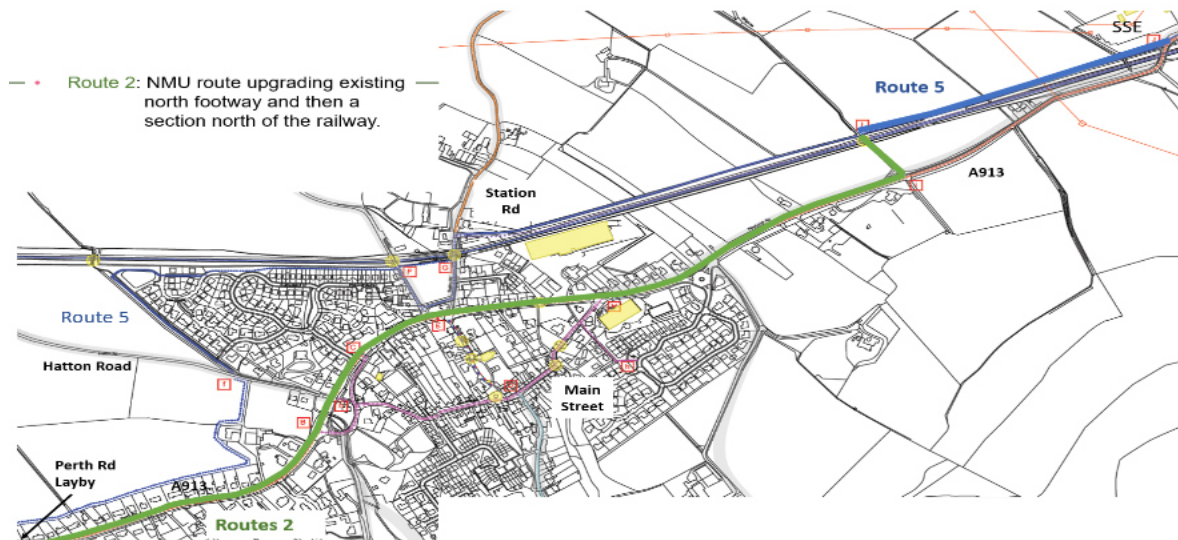 SSE
Route 2: NMU route upgrading existing
north footway and then a
section north of the railway.
Route 5
Station
Rd
A913
Route 5
Hatton Road
Main
Street
Perth Rd
Layby
A913
Routes 2